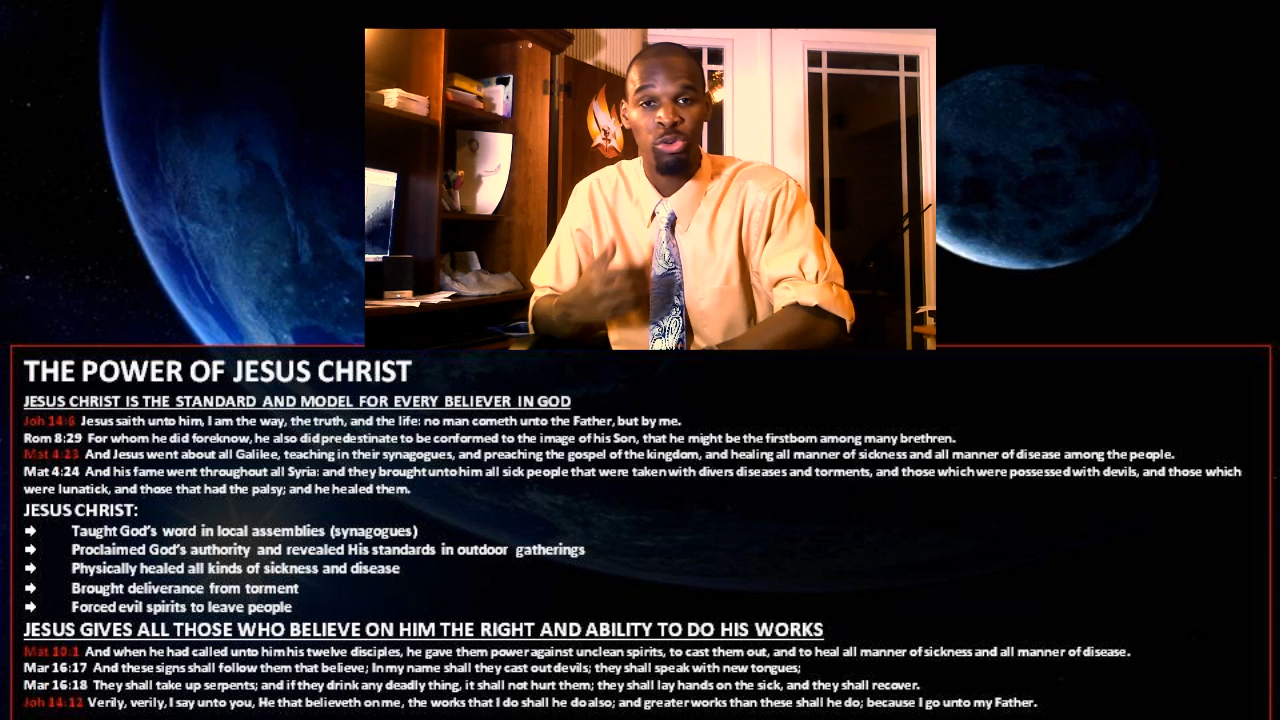 THE POWER OF JESUS CHRIST
JESUS CHRIST IS THE STANDARD AND MODEL FOR EVERY BELIEVER IN GOD
Joh 14:6 Jesus saith unto him, I am the way, the truth, and the life: no man cometh unto the Father, but by me.
Rom 8:29 For whom he did foreknow, he also did predestinate to be conformed to the image of his Son, that he might be the firstborn among many brethren.
Mat 4:23 And Jesus went about all Galilee, teaching in their synagogues, and preaching the gospel of the kingdom, and healing all manner of sickness and all manner of disease among the people.
Mat 4:24 And his fame went throughout all Syria: and they brought unto him all sick people that were taken with divers diseases and torments, and those which were possessed with devils, and those which
were lunatick, and those that had the palsy; and he healed them.
JESUS CHRIST:
➡ Taught God's word in local assemblies (synagogues)
➡ Proclaimed God's authority and revealed His standards in outdoor gatherings
➡ Physically healed all kinds of sickness and disease
➡ Brought deliverance from torment
➡ Forced evil spirits to leave people
JESUS GIVES ALL THOSE WHO BELIEVE ON HIM THE RIGHT AND ABILITY TO DO HIS WORKS
Mat 10:1 And when he had called unto him his twelve disciples, he gave them power against unclean spirits, to cast them out, and to heal all manner of sickness and all manner of disease.
Mar 16:17 And these signs shall follow them that believe; In my name shall they cast out devils; they shall speak with new tongues;
Mar 16:18 They shall take up serpents; and if they drink any deadly thing, it shall not hurt them; they shall lay hands on the sick, and they shall recover.
Joh 14:12 Verily, verily, I say unto you, He that believeth on me, the works that I do shall he do also; and greater works than these shall he do; because I go unto my Father.